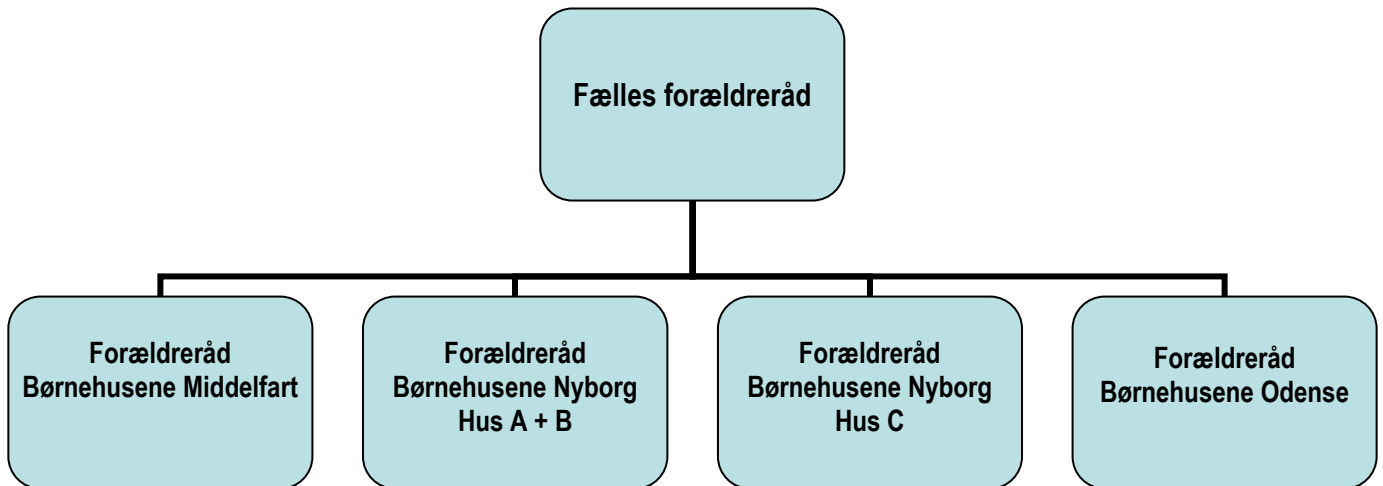 Fælles forældreråd
Forældreråd
Børnehusene Middelfart
Forældreråd
Børnehusene Nyborg
Hus A + B
Forældreråd
Børnehusene Nyborg
Hus C
Forældreråd
Børnehusene Odense